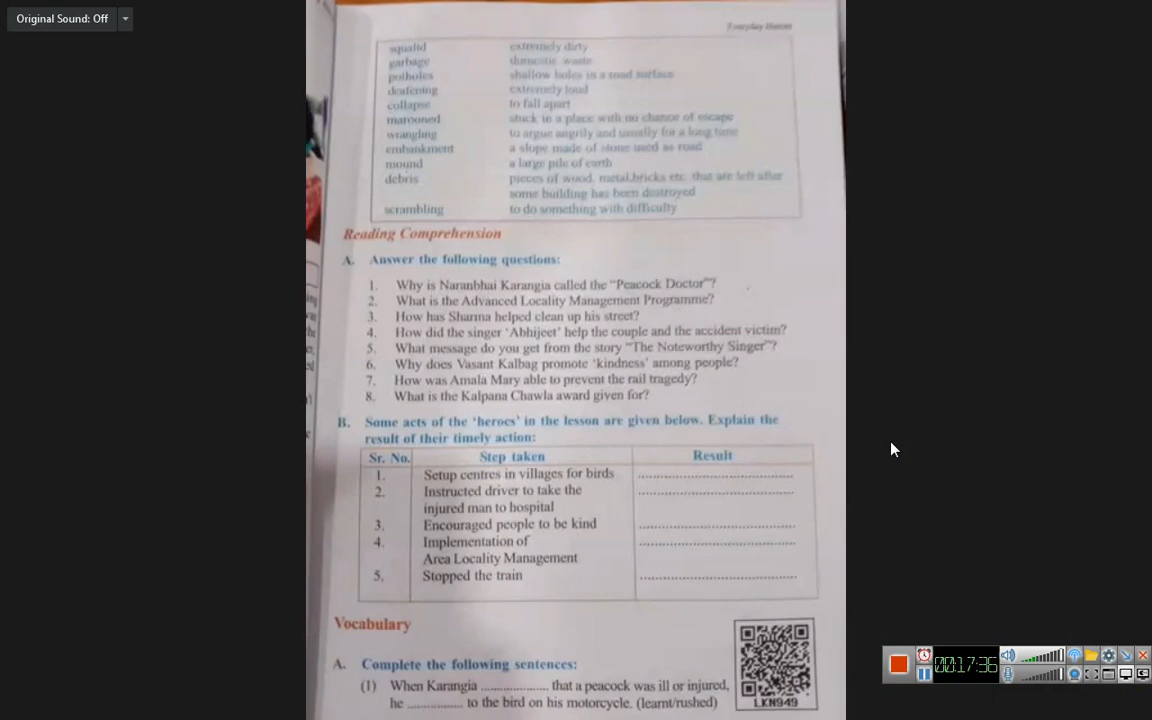 Original Sound: Off
Everyday Heroes
squalid extremely dirty
garbage domestic waste
potholes shallow holes in a road surface
deafening extremely loud
collapse to fall apart
marooned stuck in a place with no chance of escape
wrangling to argue angrily and usually for a long time
embankment a slope made of stone used as road
mound a large pile of earth
debris pieces of wood, metal,bricks etc. that are left after
some building has been destroyed
scrambling to do something with difficulty
Reading Comprehension
A. Answer the following questions:
1. Why is Naranbhai Karangia called the “Peacock Doctor”?
2. What is the Advanced Locality Management Programme?
3. How has Sharma helped clean up his street?
4. How did the singer ‘Abhijeet’ help the couple and the accident victim?
5. What message do you get from the story “The Noteworthy Singer”?
6. Why does Vasant Kalbag promote ‘kindness’ among people?
7. How was Amala Mary able to prevent the rail tragedy?
8. What is the Kalpana Chawla award given for?
B. Some acts of the ‘heroes’ in the lesson are given below. Explain the
result of their timely action:
Sr. No. Step taken Result
1. Setup centres in villages for birds ........................................
2. Instructed driver to take the ........................................
injured man to hospital
3. Encouraged people to be kind ........................................
4. Implementation of ........................................
Area Locality Management
5. Stopped the train ........................................
Vocabulary
A. Complete the following sentences:
(1) When Karangia .................. that a peacock was ill or injured,
he ............... to the bird on his motorcycle. (learnt/rushed)
LKN949
00:17:36